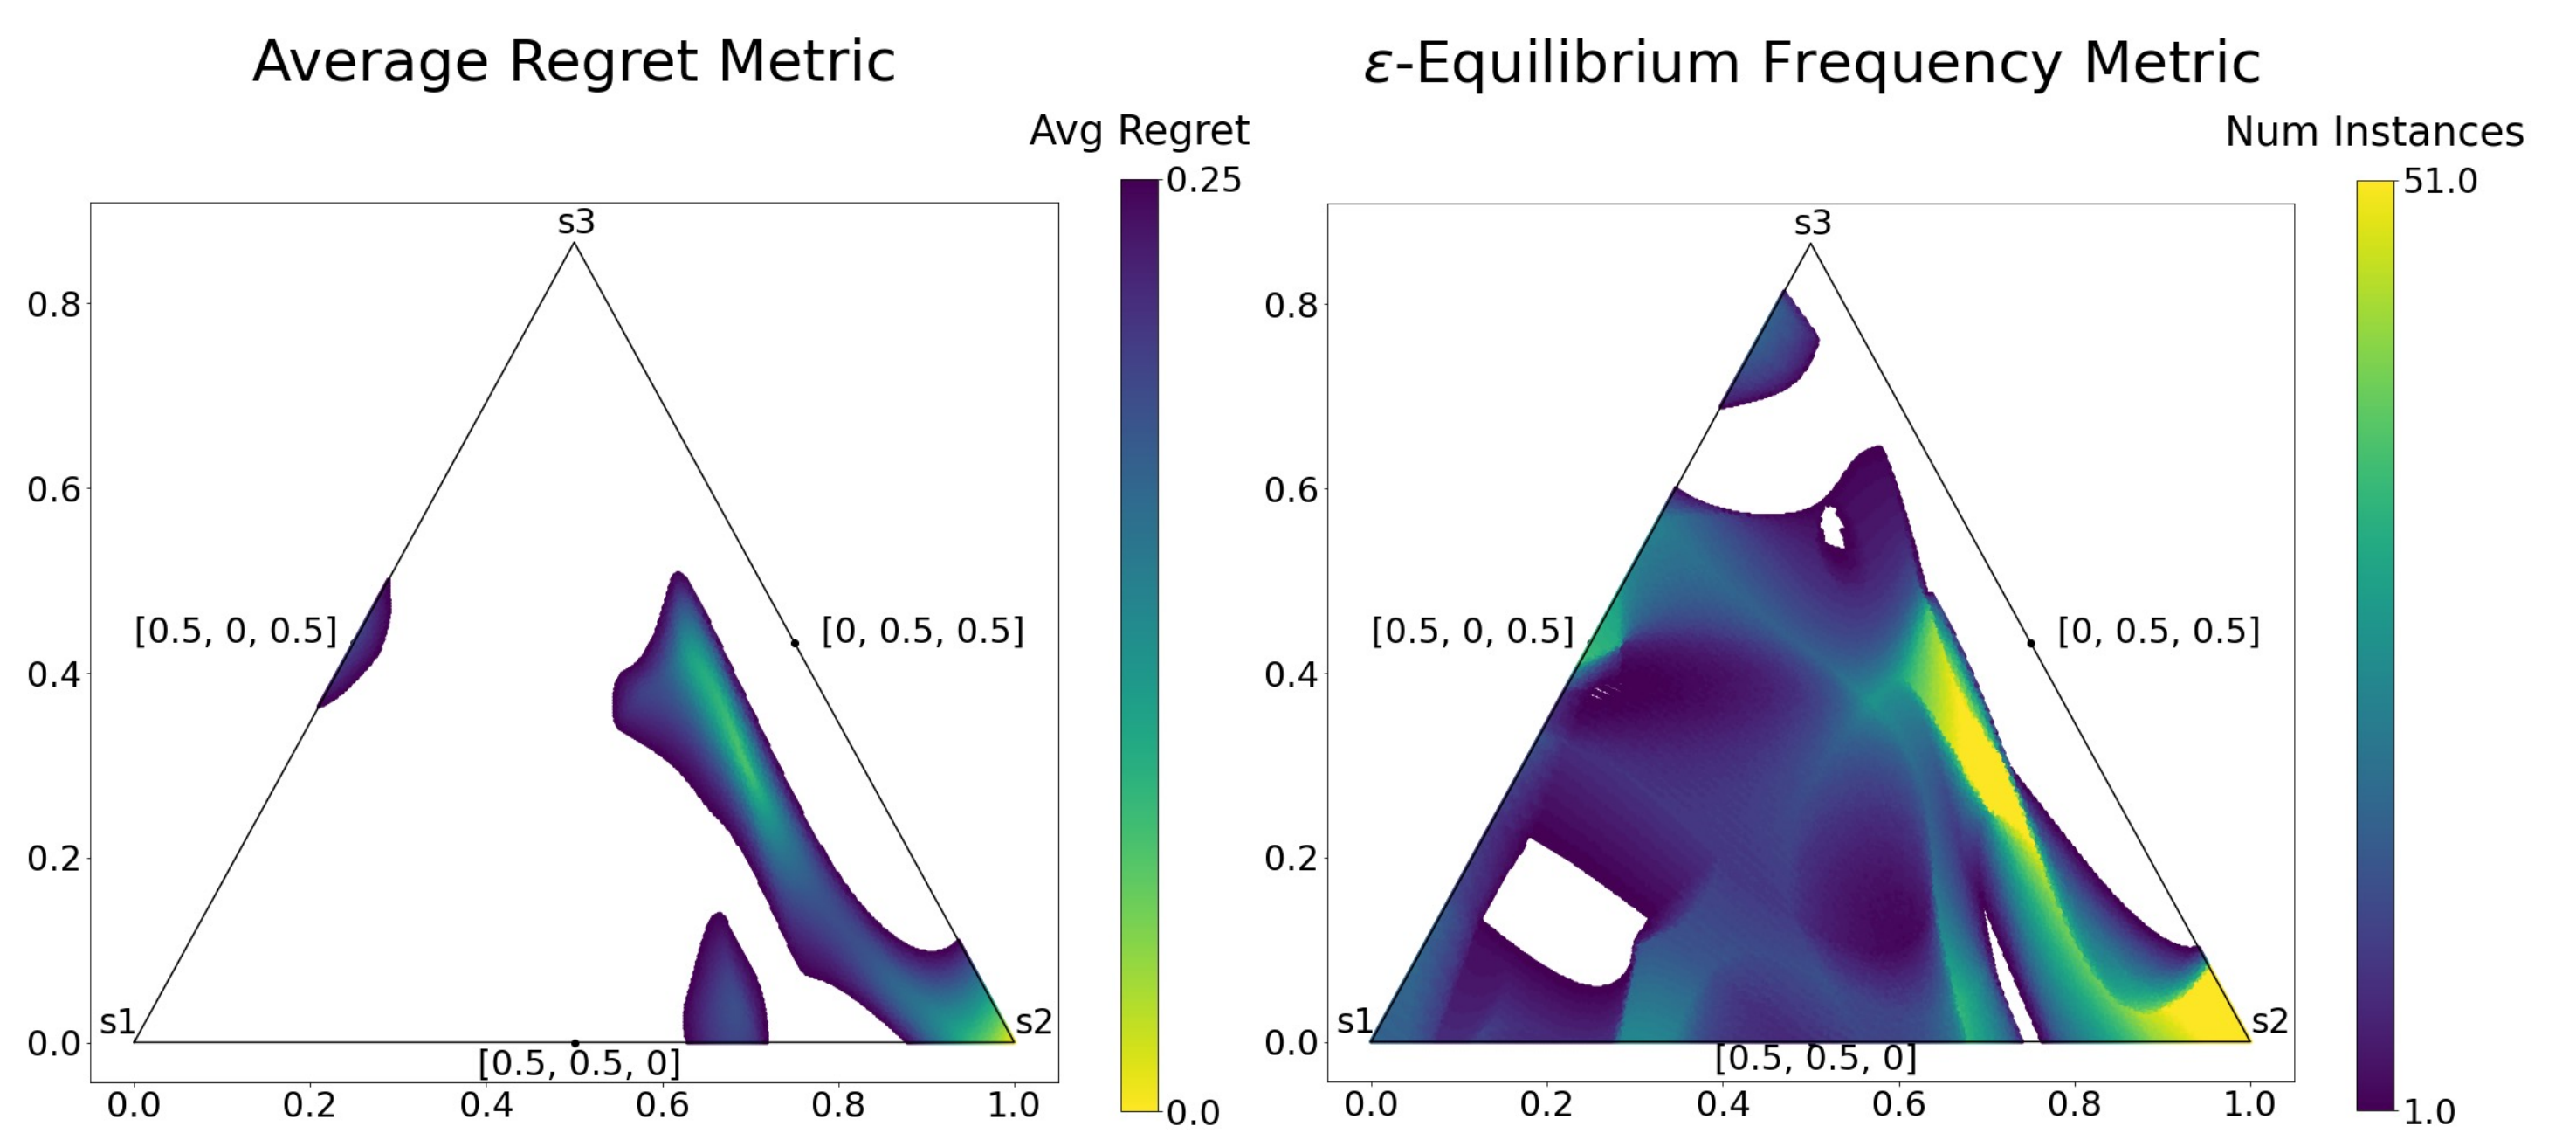 Average Regret Metric
Avg Regret
0.25
0.0
s3
[0.5, 0, 0.5]
[0, 0.5, 0.5]
s1
s2
[0.5, 0.5, 0]
0.8
0.6
0.4
0.2
0.0
0.0 0.2 0.4 0.6 0.8 1.0
ε-Equilibrium Frequency Metric
Num Instances
51.0
1.0
s3
[0.5, 0, 0.5]
[0, 0.5, 0.5]
s1
s2
[0.5, 0.5, 0]
0.8
0.6
0.4
0.2
0.0
0.0 0.2 0.4 0.6 0.8 1.0